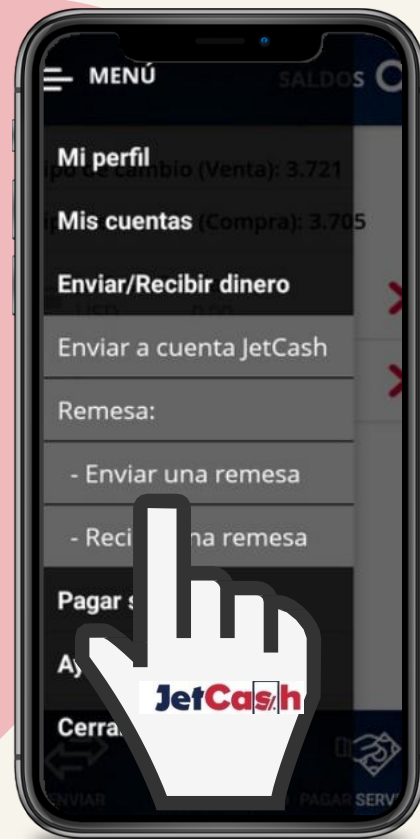 MENÚ
SALDOS
Mi perfil
Tipo de cambio (Venta): 3.721
Mis cuentas
(Compra): 3.705
Enviar/Recibir dinero
USD 0.00
Enviar a cuenta JetCash
Remesa:
- Enviar una remesa
- Reci na remesa
Pagar s
Ay
JetCash
Cerra
ENVIAR
PAGAR SERV